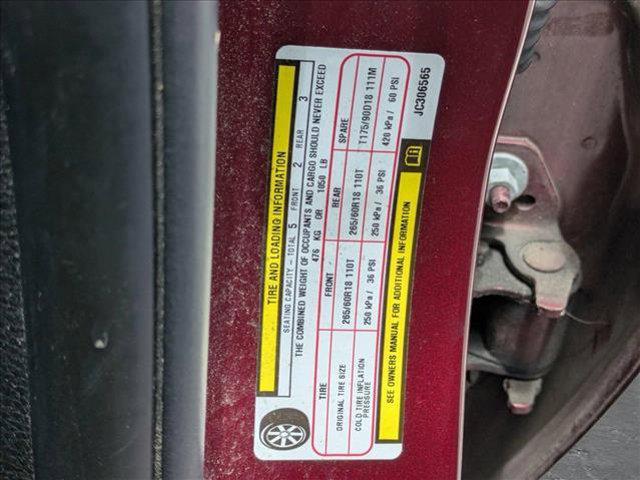 TIRE AND LOADING INFORMATION
SEATING CAPACITY - TOTAL 5 FRONT 2 REAR 3
THE COMBINED WEIGHT OF OCCUPANTS AND CARGO SHOULD NEVER EXCEED
476 KG OR 1050 LB
TIRE FRONT REAR SPARE
ORIGINAL TIRE SIZE 265/60R18 110T 265/60R18 110T T175/90D18 111M
COLD TIRE INFLATION
PRESSURE 250 kPa / 36 PSI 250 kPa / 36 PSI 420 kPa / 60 PSI
SEE OWNERS MANUAL FOR ADDITIONAL INFORMATION
JC306565